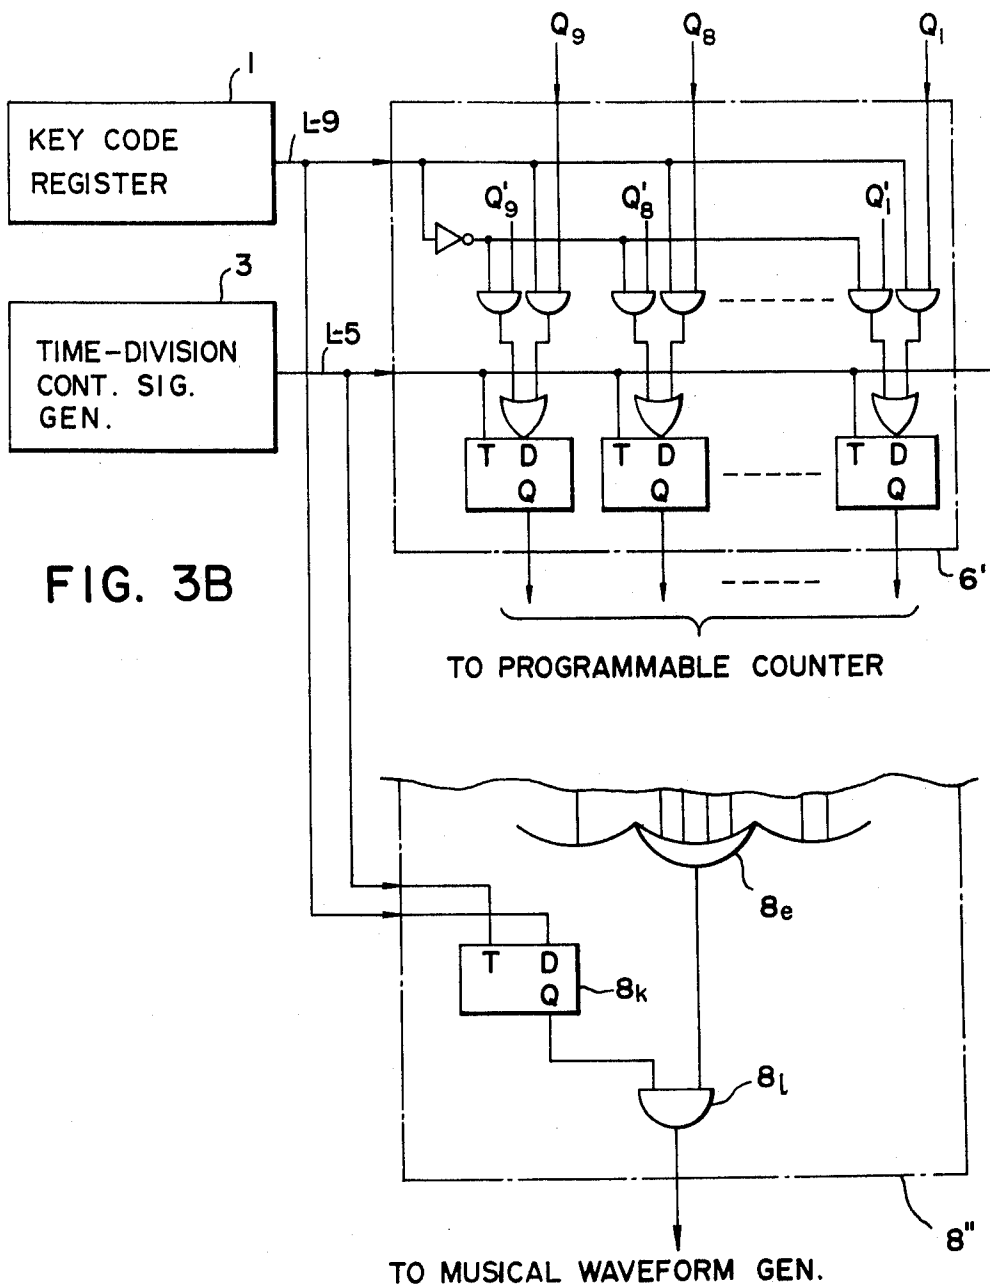 Q9 Q8 Q1
1
KEY CODE
REGISTER
L-9
Q'9 Q'8 Q'1
3
TIME-DIVISION
CONT. SIG.
GEN.
L-5
T D T D T D
Q Q Q
6'
FIG. 3B
TO PROGRAMMABLE COUNTER
8e
T D
Q
8k
8l
8"
TO MUSICAL WAVEFORM GEN.